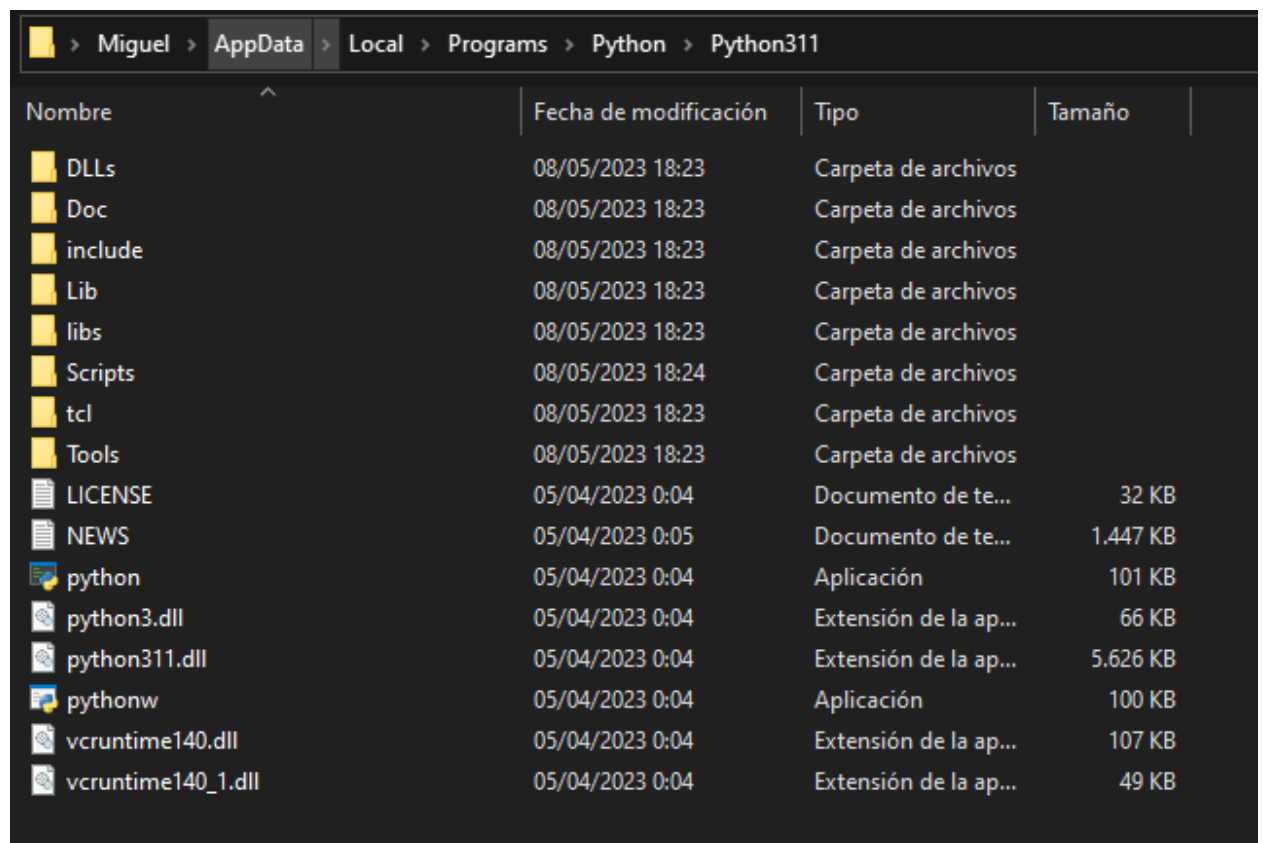 Miguel > AppData > Local > Programs > Python > Python311
Nombre Fecha de modificación Tipo Tamaño
DLLs 08/05/2023 18:23 Carpeta de archivos
Doc 08/05/2023 18:23 Carpeta de archivos
include 08/05/2023 18:23 Carpeta de archivos
Lib 08/05/2023 18:23 Carpeta de archivos
libs 08/05/2023 18:23 Carpeta de archivos
Scripts 08/05/2023 18:24 Carpeta de archivos
tcl 08/05/2023 18:23 Carpeta de archivos
Tools 08/05/2023 18:23 Carpeta de archivos
LICENSE 05/04/2023 0:04 Documento de te... 32 KB
NEWS 05/04/2023 0:05 Documento de te... 1.447 KB
python 05/04/2023 0:04 Aplicación 101 KB
python3.dll 05/04/2023 0:04 Extensión de la ap... 66 KB
python311.dll 05/04/2023 0:04 Extensión de la ap... 5.626 KB
pythonw 05/04/2023 0:04 Aplicación 100 KB
vcruntime140.dll 05/04/2023 0:04 Extensión de la ap... 107 KB
vcruntime140_1.dll 05/04/2023 0:04 Extensión de la ap... 49 KB